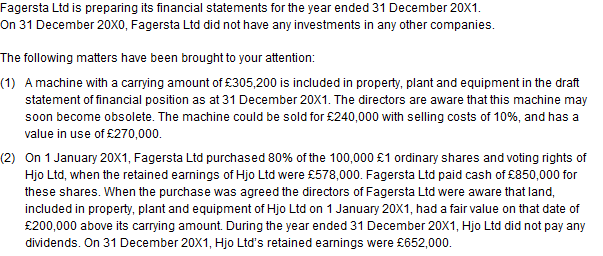 Fagersta Ltd is preparing its financial statements for the year ended 31 December 20X1.
On 31 December 20X0, Fagersta Ltd did not have any investments in any other companies.
The following matters have been brought to your attention:
(1) A machine with a carrying amount of £305,200 is included in property, plant and equipment in the draft
statement of financial position as at 31 December 20X1. The directors are aware that this machine may
soon become obsolete. The machine could be sold for £240,000 with selling costs of 10%, and has a
value in use of £270,000.
(2) On 1 January 20X1, Fagersta Ltd purchased 80% of the 100,000 £1 ordinary shares and voting rights of
Hjo Ltd, when the retained earnings of Hjo Ltd were £578,000. Fagersta Ltd paid cash of £850,000 for
these shares. When the purchase was agreed the directors of Fagersta Ltd were aware that land,
included in property, plant and equipment of Hjo Ltd on 1 January 20X1, had a fair value on that date of
£200,000 above its carrying amount. During the year ended 31 December 20X1, Hjo Ltd did not pay any
dividends. On 31 December 20X1, Hjo Ltd's retained earnings were £652,000.